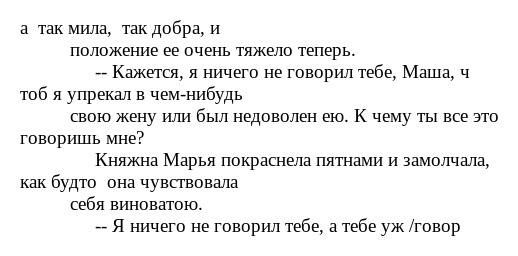 а  так мила,  так добра, и
положение ее очень тяжело теперь.
-- Кажется, я ничего не говорил тебе, Маша, ч
тоб я упрекал в чем-нибудь
свою жену или был недоволен ею. К чему ты все это
говоришь мне?
Княжна Марья покраснела пятнами и замолчала,
как будто  она чувствовала
себя виноватою.
-- Я ничего не говорил тебе, а тебе уж /говор